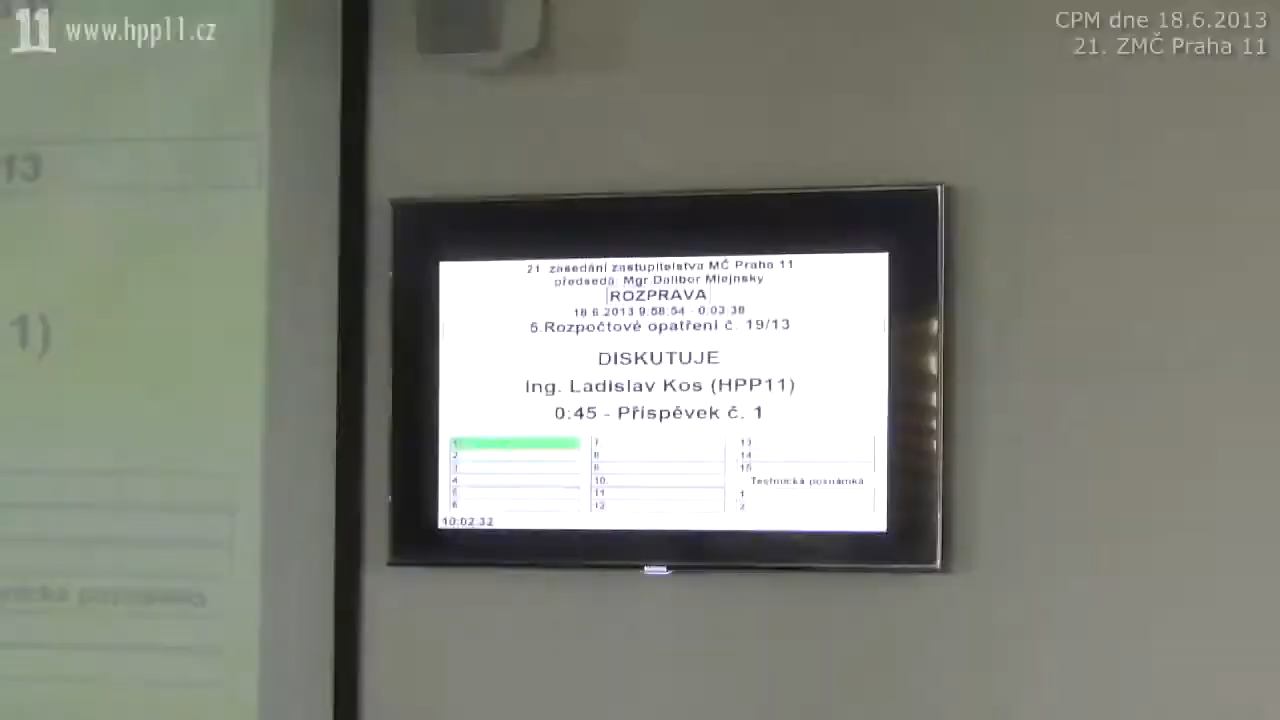 11 www.hpp11.cz
CPM dne 18.6.2013
21. ZMČ Praha 11
13
1)
21. zasedání zastupitelstva MČ Praha 11
předsedá: Mgr Dalibor Mlejnsky
ROZPRAVA
18.6.2013 9:58:54 - 0:03:38
5.Rozpočtové opatření č. 19/13
DISKUTUJE
Ing. Ladislav Kos (HPP11)
0:45 - Příspěvek č. 1
1 7. 13
2 8 14
3 9. 15
4 10. Technická poznámka
5 11 1
6 12 2
10:02:32